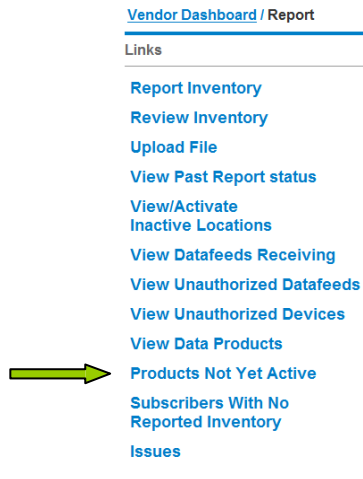 Vendor Dashboard / Report
Links
Report Inventory
Review Inventory
Upload File
View Past Report status
View/Activate
Inactive Locations
View Datafeeds Receiving
View Unauthorized Datafeeds
View Unauthorized Devices
View Data Products
Products Not Yet Active
Subscribers With No
Reported Inventory
Issues